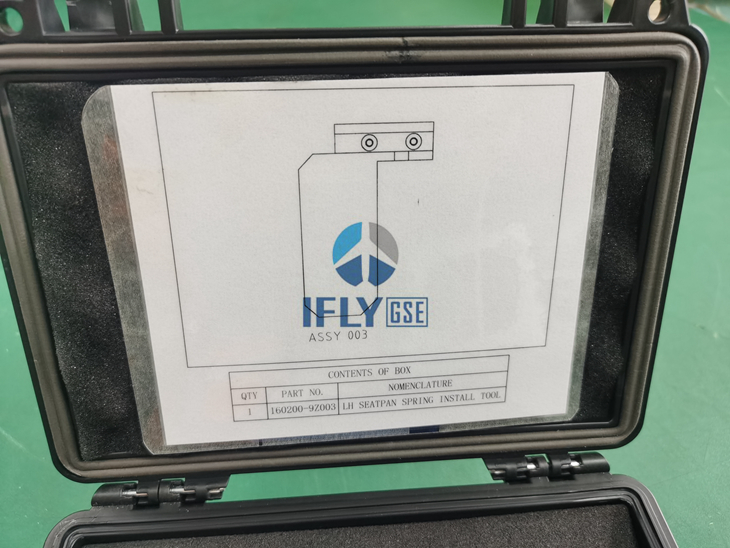 IFLY GSE
ASSY 003
CONTENTS OF BOX
QTY PART NO. NOMENCLATURE
1 160200-9Z003 LH SEATPAN SPRING INSTALL TOOL